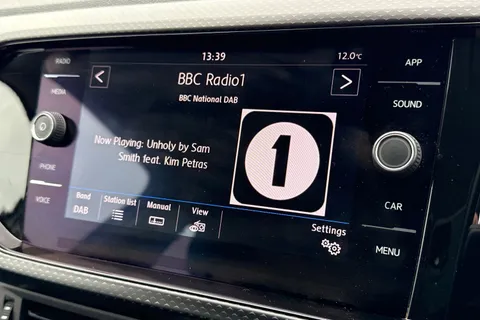 RADIO
13:39
12.0°C
APP
BBC Radio1
BBC National DAB
MEDIA
SOUND
1
Now Playing: Unholy by Sam
Smith feat. Kim Petras
PHONE
VOICE
Band
DAB
Station list
Manual
View
Settings
CAR
MENU